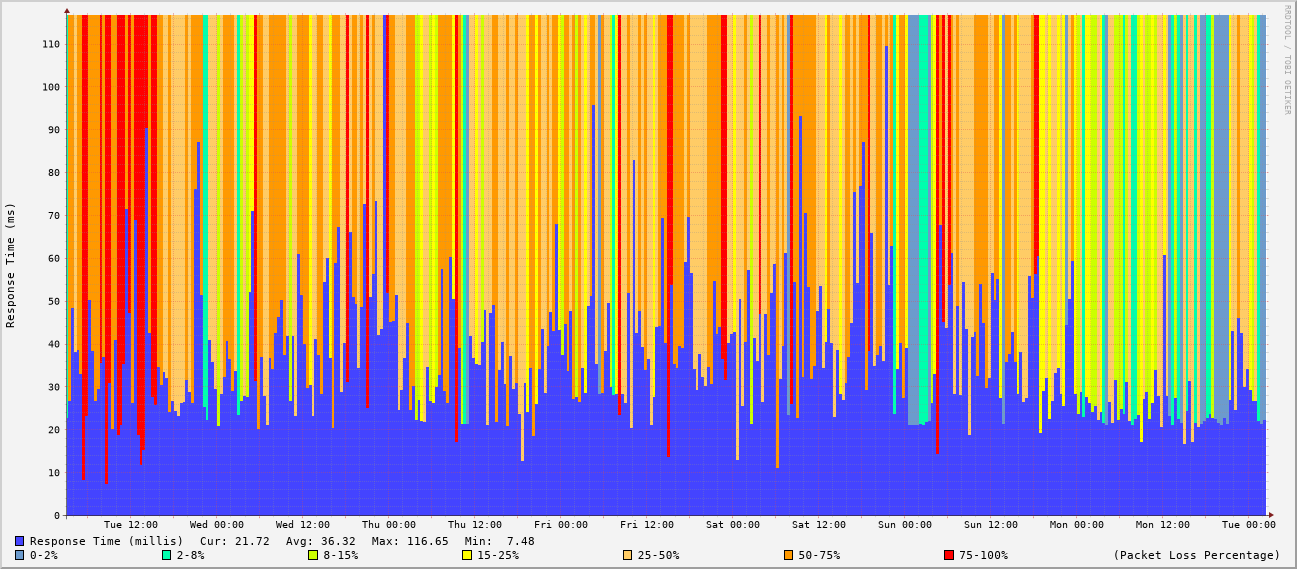 RRDTOOL / TOBI OETIKER
Response Time (ms)
110
100
90
80
70
60
50
40
30
20
10
0
Tue 12:00 Wed 00:00 Wed 12:00 Thu 00:00 Thu 12:00 Fri 00:00 Fri 12:00 Sat 00:00 Sat 12:00 Sun 00:00 Sun 12:00 Mon 00:00 Mon 12:00 Tue 00:00
Response Time (millis) Cur: 21.72 Avg: 36.32 Max: 116.65 Min: 7.48
0-2% 2-8% 8-15% 15-25% 25-50% 50-75% 75-100% (Packet Loss Percentage)